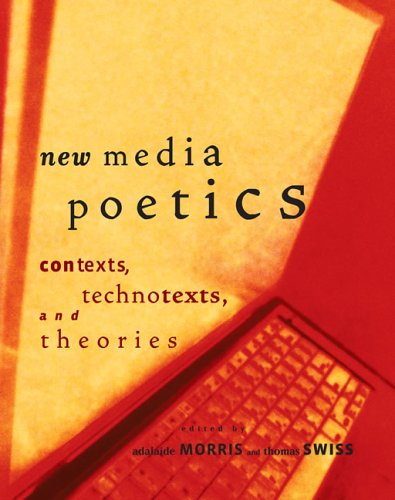 new media
poetics
contexts,
technotexts,
and
theories
edited by
adalaide MORRIS and thomas SWISS